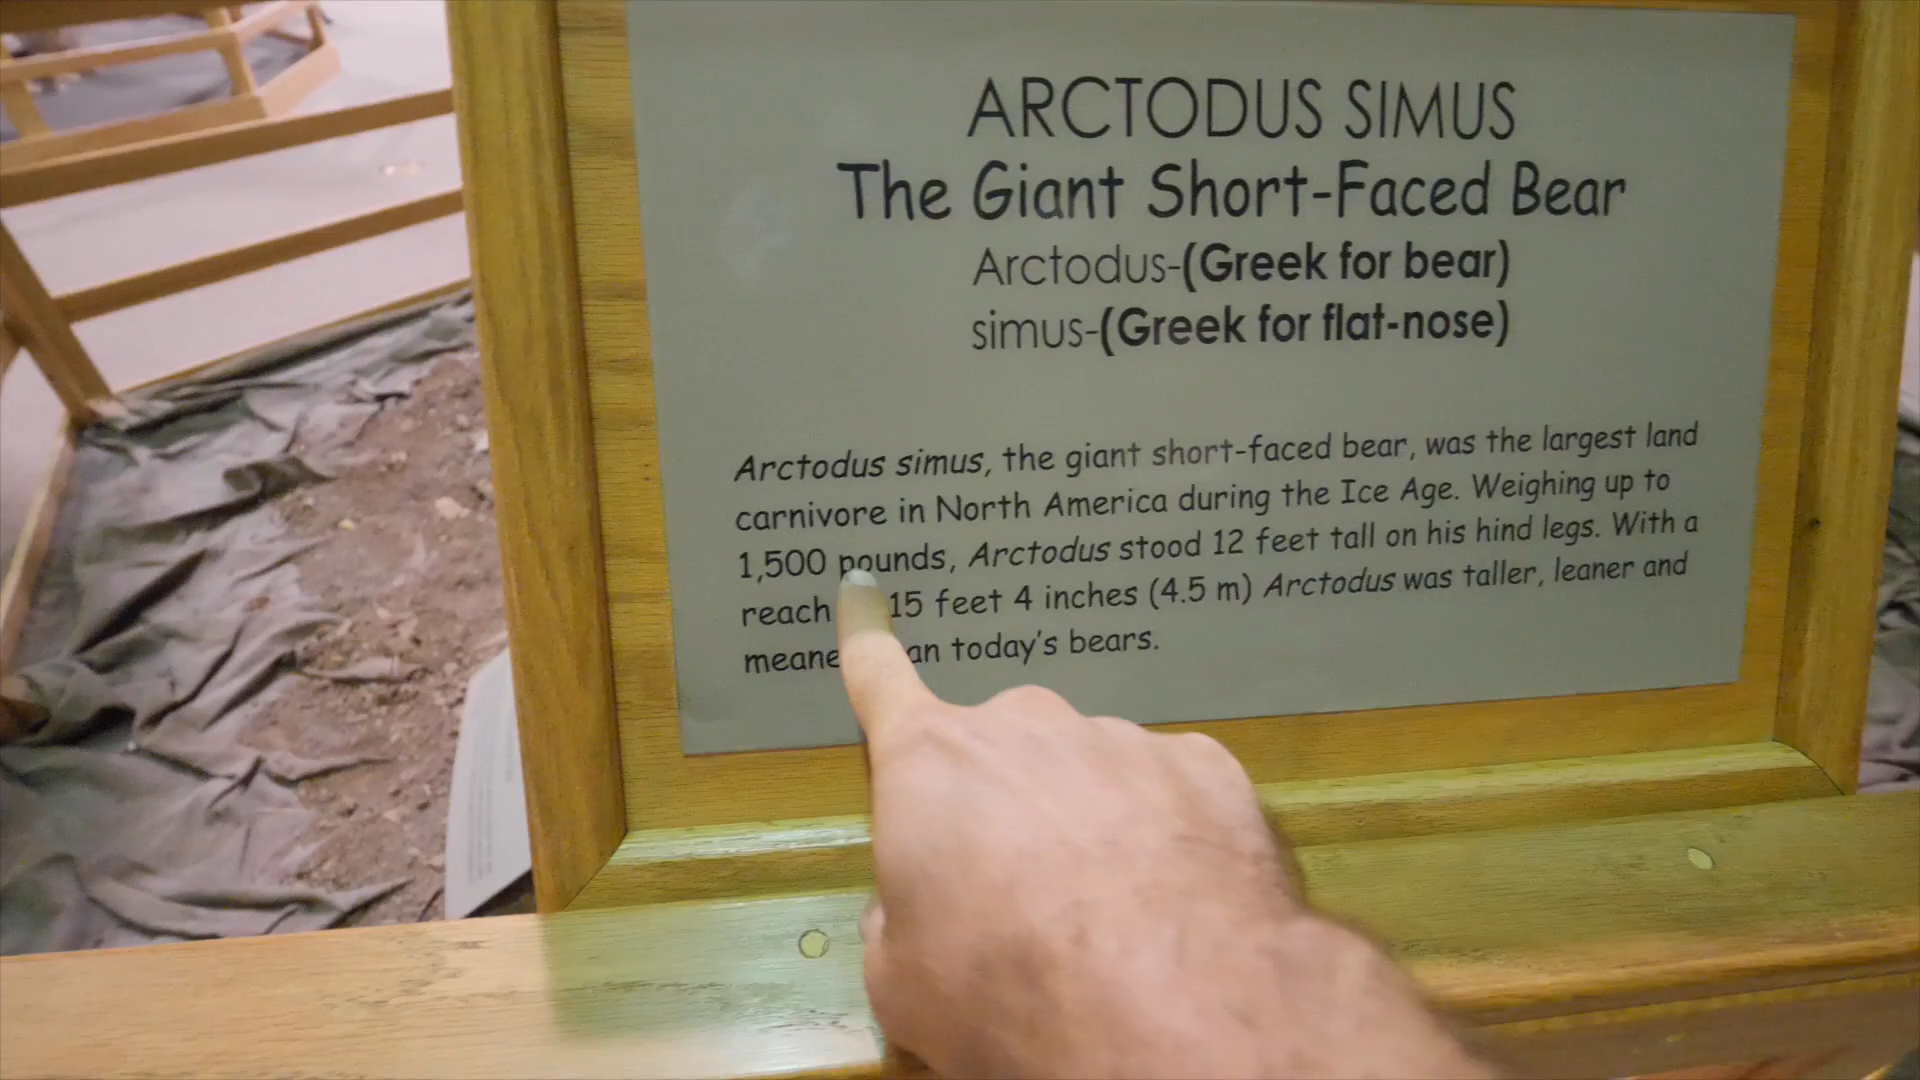 ARCTODUS SIMUS
The Giant Short-Faced Bear
Arctodus-(Greek for bear)
simus-(Greek for flat-nose)
Arctodus simus, the giant short-faced bear, was the largest land
carnivore in North America during the Ice Age. Weighing up to
1,500 pounds, Arctodus stood 12 feet tall on his hind legs. With a
reach 15 feet 4 inches (4.5 m) Arctodus was taller, leaner and
today's bears.